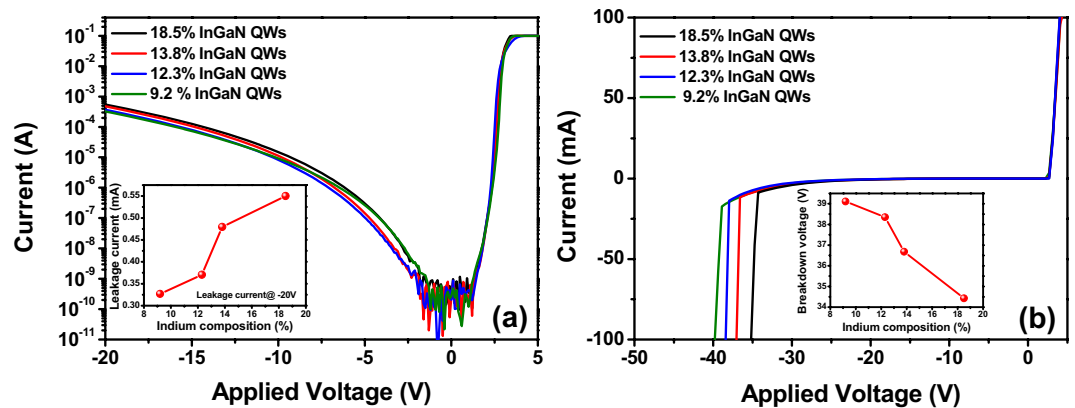 18.5% InGaN QWs
13.8% InGaN QWs
12.3% InGaN QWs
9.2 % InGaN QWs
10⁻¹
10⁻²
10⁻³
10⁻⁴
10⁻⁵
10⁻⁶
10⁻⁷
10⁻⁸
10⁻⁹
10⁻¹⁰
10⁻¹¹
Current (A)
-20
-15
-10
-5
0
5
Applied Voltage (V)
(a)
0.55
0.50
0.45
0.40
0.35
0.30
Leakage current (mA)
Leakage current@ -20V
8
10
12
14
16
18
20
Indium composition (%)
18.5% InGaN QWs
13.8% InGaN QWs
12.3% InGaN QWs
9.2% InGaN QWs
100
50
0
-50
-100
Current (mA)
-50
-40
-30
-20
-10
0
Applied Voltage (V)
(b)
39
38
37
36
35
34
Breakdown voltage (V)
10
12
14
16
18
20
Indium composition (%)